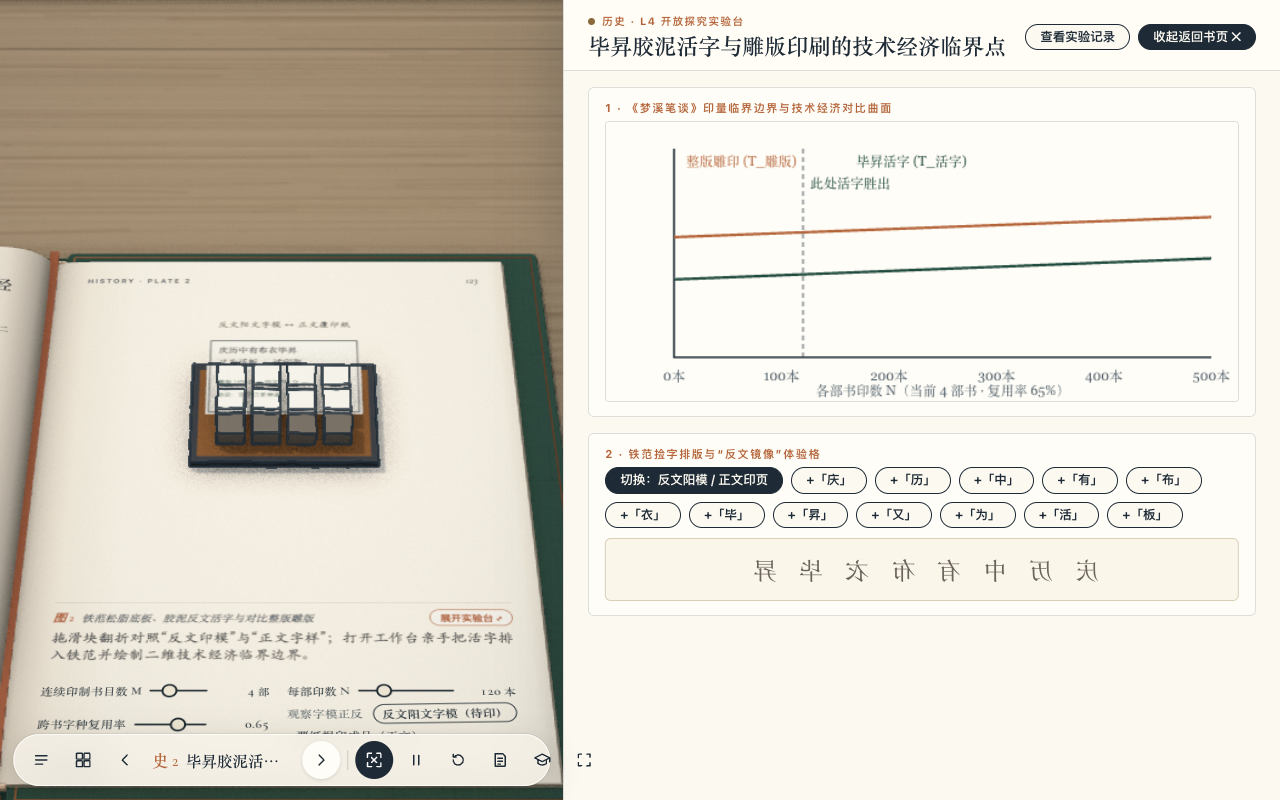 经
二
HISTORY · PLATE 2
123
反文阳文字模 ↔ 正文覆印纸
庆历中有布衣毕昇
图2 铁范松脂底板、胶泥反文活字与对比整版雕版
展开实验台
拖滑块翻折对照“反文印模”与“正文字样”；打开工作台亲手把活字排
入铁范并绘制二维技术经济临界边界。
连续印制书目数 M
4 部
每部印数 N
120 本
跨书字种复用率
0.65
观察字模正反
反文阳文字模（待印）
史 2 毕昇胶泥活…
历史 · L4 开放探究实验台
毕昇胶泥活字与雕版印刷的技术经济临界点
查看实验记录
收起返回书页 ✕
1 · 《梦溪笔谈》印量临界边界与技术经济对比曲面
整版雕印 (T_雕版)
毕昇活字 (T_活字)
此处活字胜出
0本 100本 200本 300本 400本 500本
各部书印数 N（当前 4 部书 · 复用率 65%）
2 · 铁范捡字排版与“反文镜像”体验格
切换：反文阳模 / 正文印页
+「庆」
+「历」
+「中」
+「有」
+「布」
+「衣」
+「毕」
+「昇」
+「又」
+「为」
+「活」
+「板」
庆 历 中 有 布 衣 毕 昇